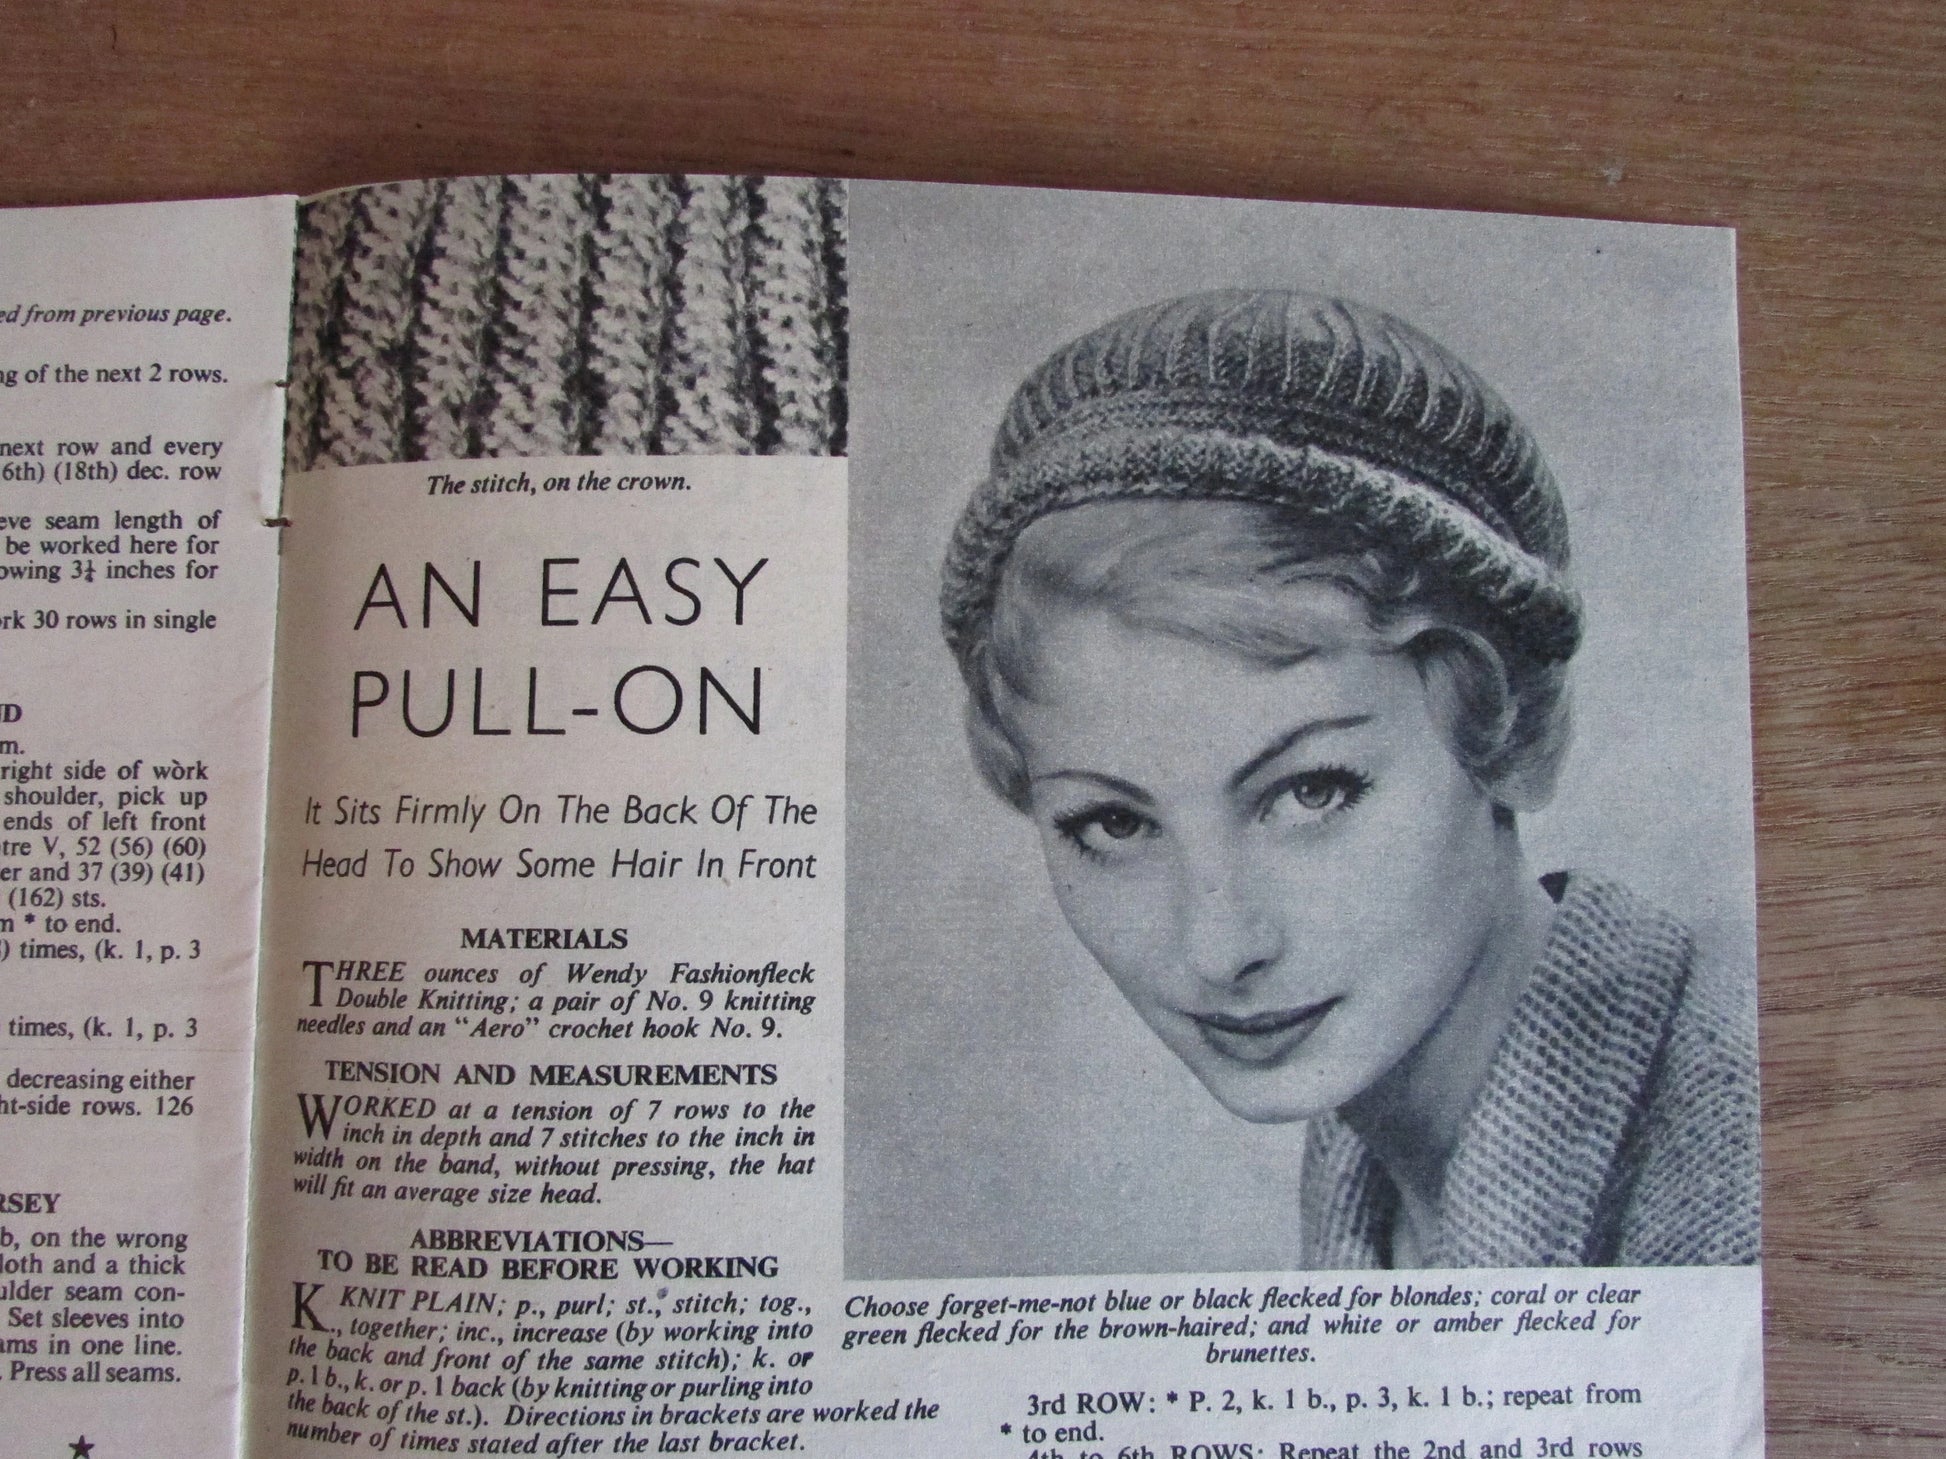 ed from previous page.
ng of the next 2 rows.
next row and every
6th) (18th) dec. row
eve seam length of
be worked here for
owing 3¼ inches for
rk 30 rows in single
m.
right side of wòrk
shoulder, pick up
ends of left front
tre V, 52 (56) (60)
er and 37 (39) (41)
(162) sts.
m * to end.
) times, (k. 1, p. 3
times, (k. 1, p. 3
decreasing either
ht-side rows. 126
RSEY
b, on the wrong
loth and a thick
ulder seam con-
Set sleeves into
ams in one line.
. Press all seams.
★
The stitch, on the crown.
AN EASY
PULL-ON
It Sits Firmly On The Back Of The
Head To Show Some Hair In Front
MATERIALS
THREE ounces of Wendy Fashionfleck
Double Knitting; a pair of No. 9 knitting
needles and an "Aero" crochet hook No. 9.
TENSION AND MEASUREMENTS
WORKED at a tension of 7 rows to the
inch in depth and 7 stitches to the inch in
width on the band, without pressing, the hat
will fit an average size head.
ABBREVIATIONS—
TO BE READ BEFORE WORKING
K., KNIT PLAIN; p., purl; st., stitch; tog.,
together; inc., increase (by working into
the back and front of the same stitch); k. or
p. 1 b., k. or p. 1 back (by knitting or purling into
the back of the st.). Directions in brackets are worked the
number of times stated after the last bracket.
Choose forget-me-not blue or black flecked for blondes; coral or clear
green flecked for the brown-haired; and white or amber flecked for
brunettes.
3rd ROW: * P. 2, k. 1 b., p. 3, k. 1 b.; repeat from
* to end.
4th to 6th ROWS: Repeat the 2nd and 3rd rows